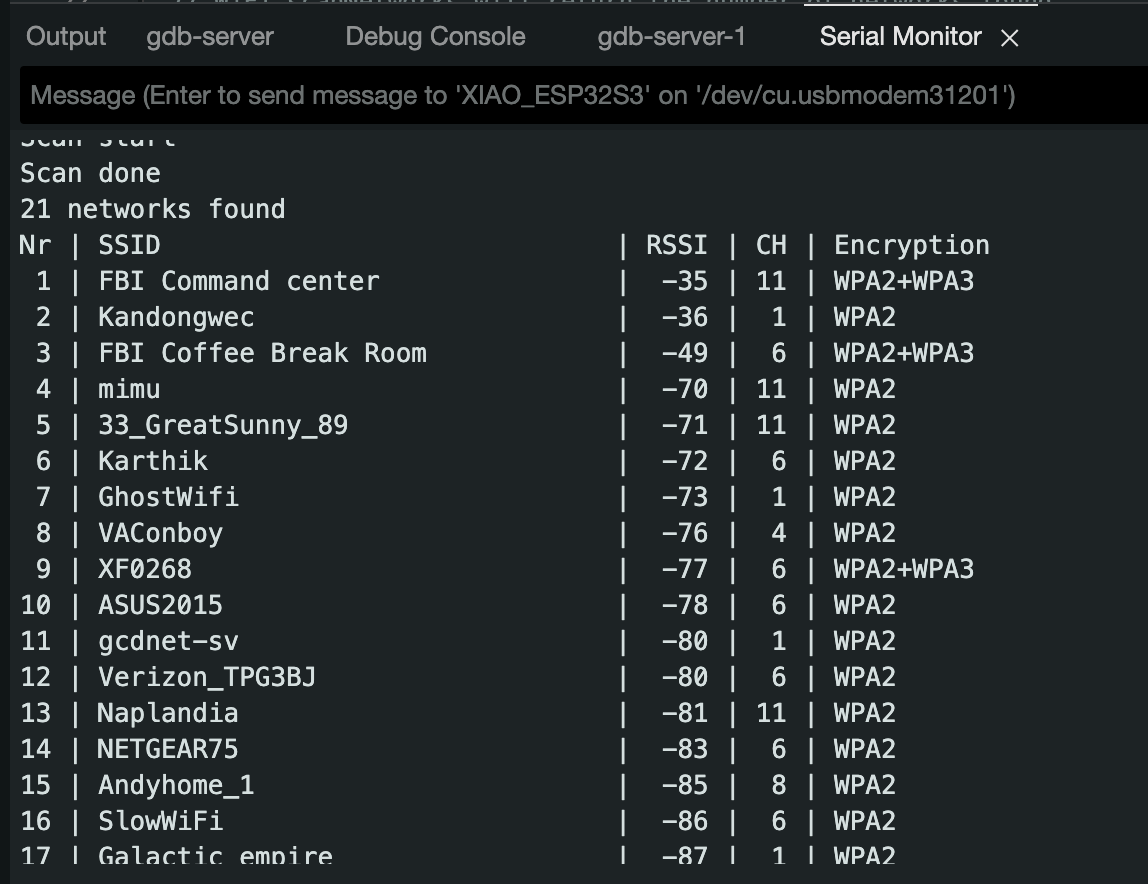 Output gdb-server Debug Console gdb-server-1 Serial Monitor ×
Message (Enter to send message to 'XIAO_ESP32S3' on '/dev/cu.usbmodem31201')
Scan start
Scan done
21 networks found
Nr | SSID | RSSI | CH | Encryption
1 | FBI Command center | -35 | 11 | WPA2+WPA3
2 | Kandongwec | -36 | 1 | WPA2
3 | FBI Coffee Break Room | -49 | 6 | WPA2+WPA3
4 | mimu | -70 | 11 | WPA2
5 | 33_GreatSunny_89 | -71 | 11 | WPA2
6 | Karthik | -72 | 6 | WPA2
7 | GhostWifi | -73 | 1 | WPA2
8 | VAConboy | -76 | 4 | WPA2
9 | XF0268 | -77 | 6 | WPA2+WPA3
10 | ASUS2015 | -78 | 6 | WPA2
11 | gcdnet-sv | -80 | 1 | WPA2
12 | Verizon_TPG3BJ | -80 | 6 | WPA2
13 | Naplandia | -81 | 11 | WPA2
14 | NETGEAR75 | -83 | 6 | WPA2
15 | Andyhome_1 | -85 | 8 | WPA2
16 | SlowWiFi | -86 | 6 | WPA2
17 | Galactic empire | -87 | 1 | WPA2